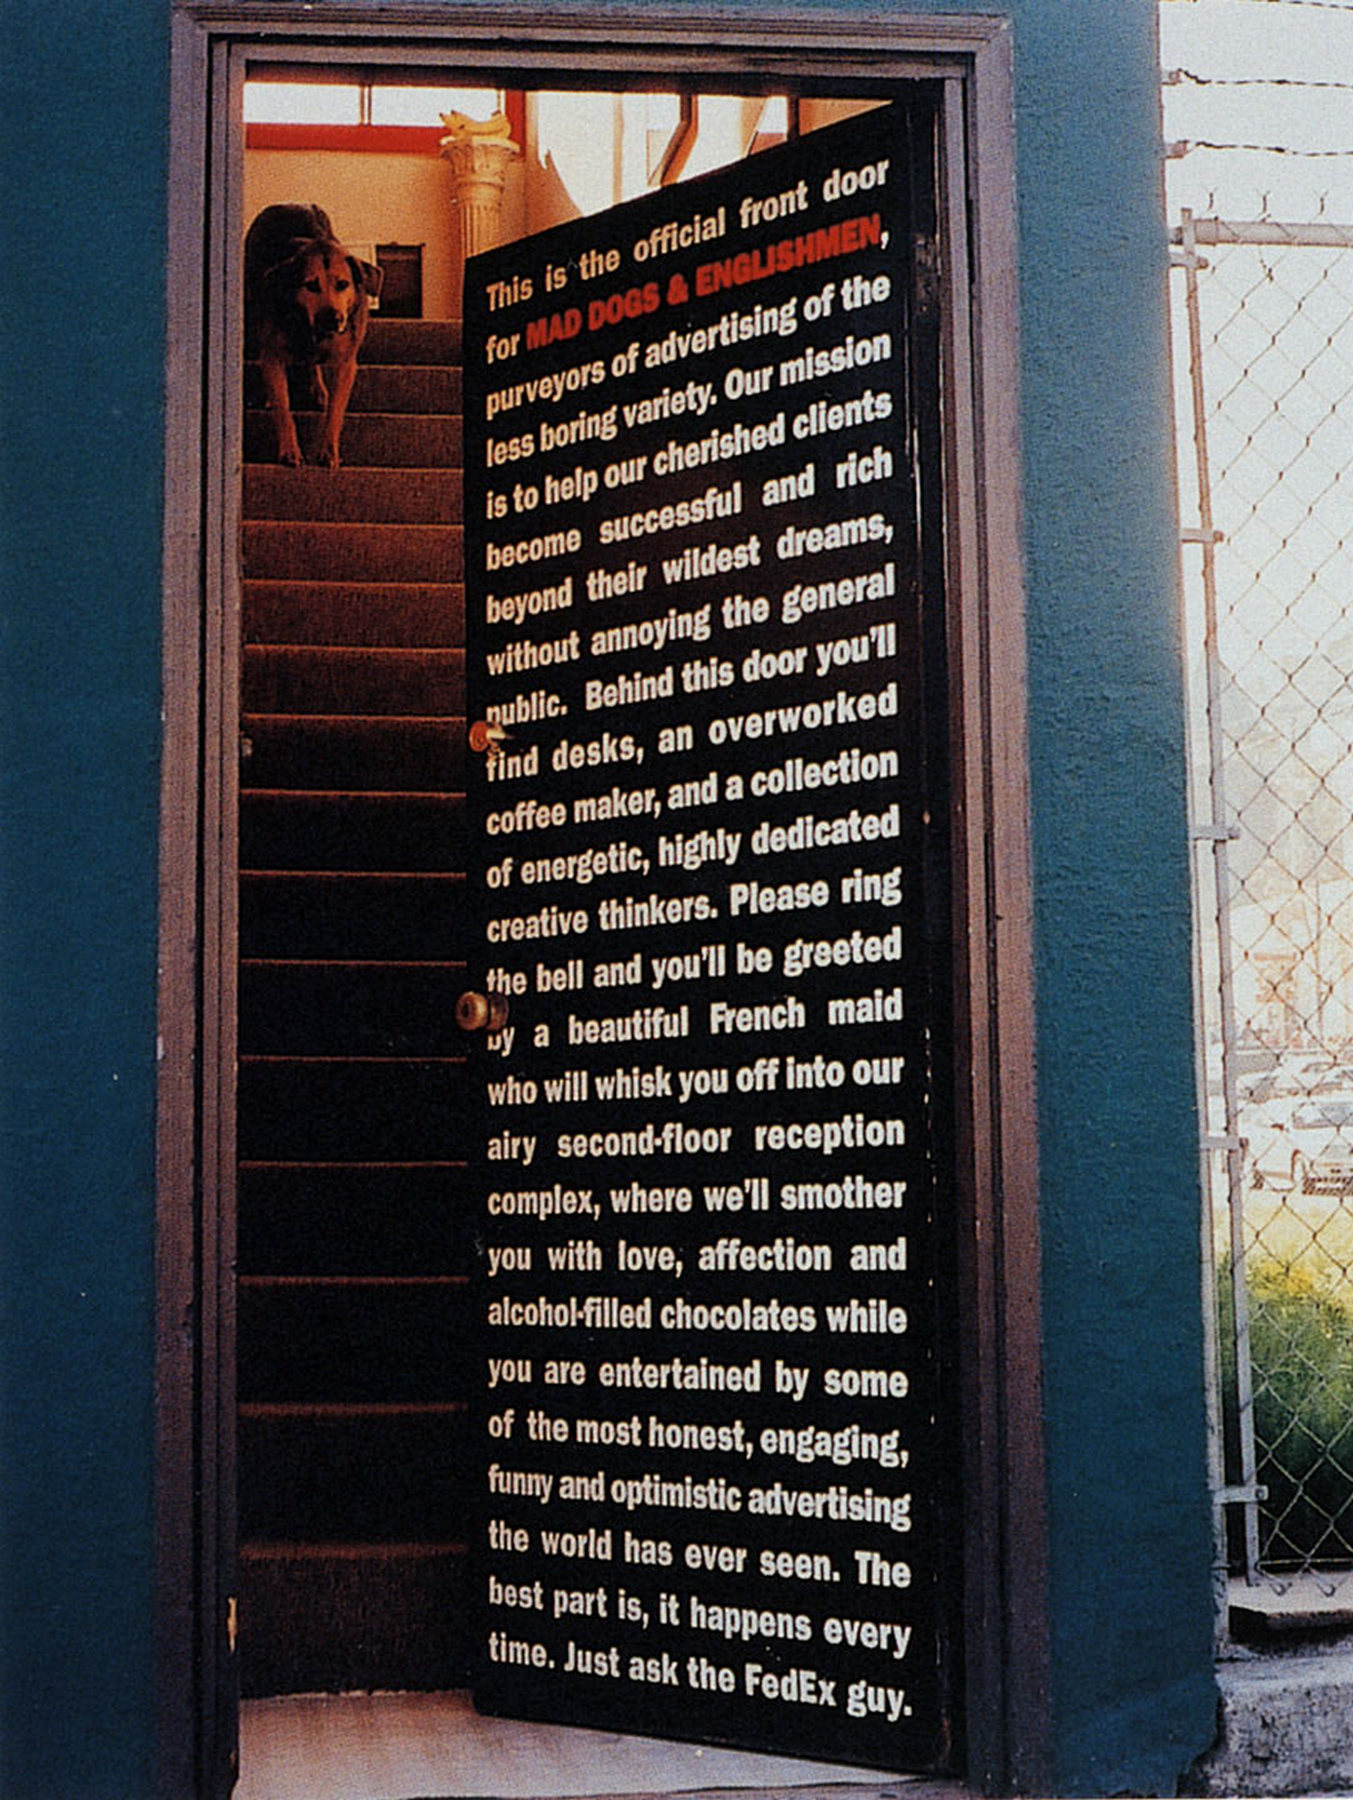 This is the official front door
for MAD DOGS & ENGLISHMEN,
purveyors of advertising of the
less boring variety. Our mission
is to help our cherished clients
become successful and rich
beyond their wildest dreams,
without annoying the general
public. Behind this door you'll
find desks, an overworked
coffee maker, and a collection
of energetic, highly dedicated
creative thinkers. Please ring
the bell and you'll be greeted
by a beautiful French maid
who will whisk you off into our
airy second-floor reception
complex, where we'll smother
you with love, affection and
alcohol-filled chocolates while
you are entertained by some
of the most honest, engaging,
funny and optimistic advertising
the world has ever seen. The
best part is, it happens every
time. Just ask the FedEx guy.